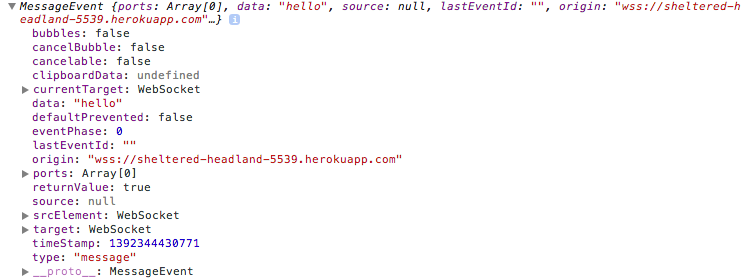 ▼ MessageEvent {ports: Array[0], data: "hello", source: null, lastEventId: "", origin: "wss://sheltered-h
eadland-5539.herokuapp.com"…} i
bubbles: false
cancelBubble: false
cancelable: false
clipboardData: undefined
▶ currentTarget: WebSocket
data: "hello"
defaultPrevented: false
eventPhase: 0
lastEventId: ""
origin: "wss://sheltered-headland-5539.herokuapp.com"
▶ ports: Array[0]
returnValue: true
source: null
▶ srcElement: WebSocket
▶ target: WebSocket
timeStamp: 1392344430771
type: "message"
▶ __proto__: MessageEvent